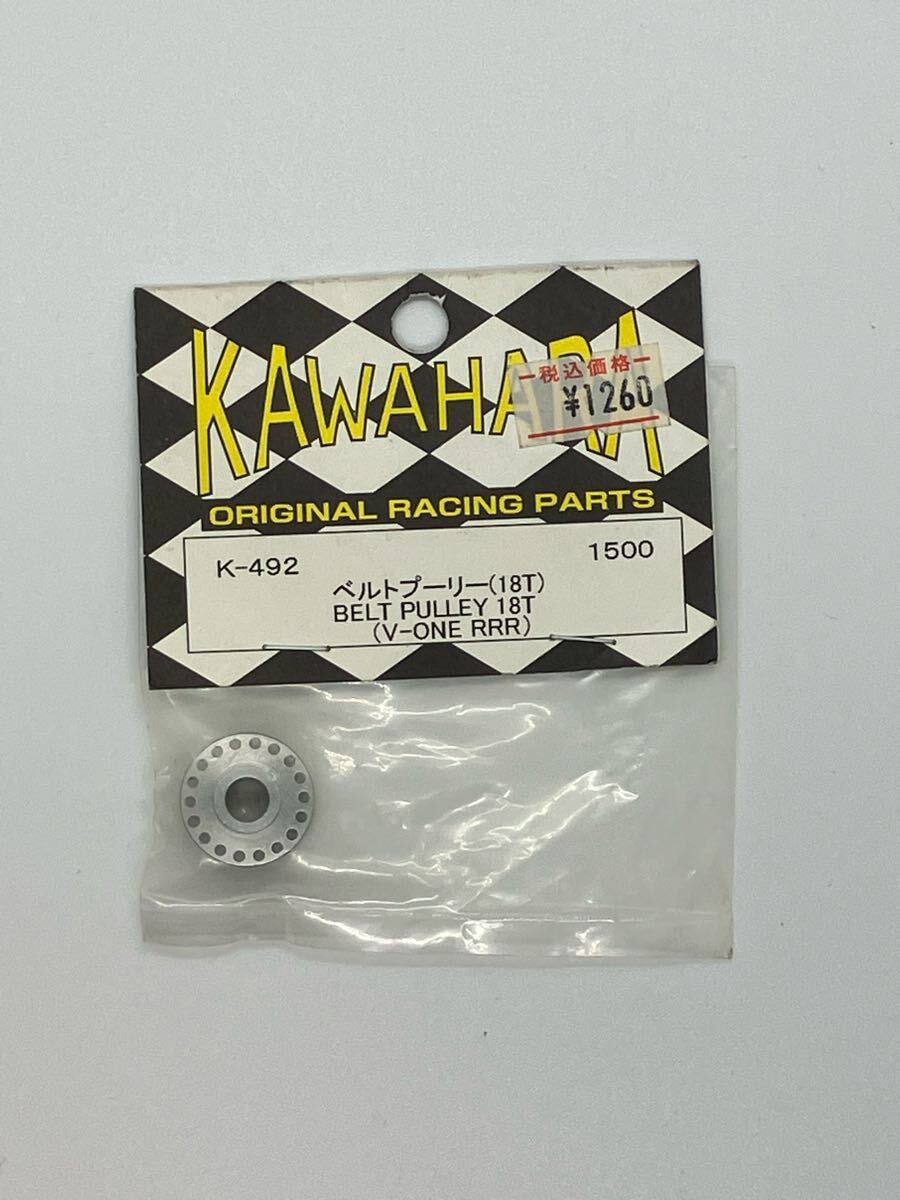 KAWAHARA
ー税込価格ー
¥1260
ORIGINAL RACING PARTS
K-492 1500
ベルトプーリー(18T)
BELT PULLEY 18T
(V-ONE RRR)